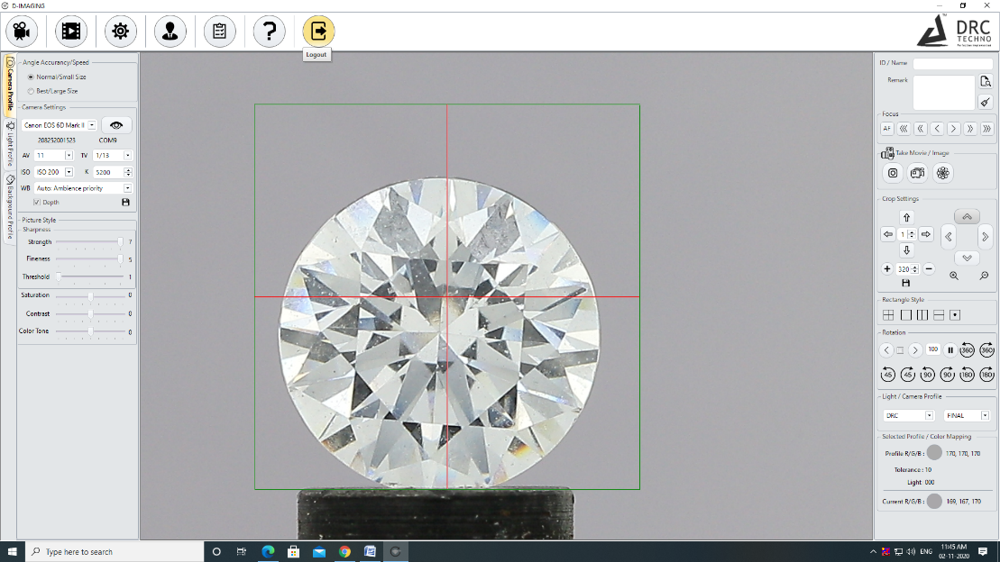 D-IMAGING
DRC
TECHNO
Logout
Camera Profile
Light Profile
Background Profile
Angle Accurancy/Speed
Normal/Small Size
Best/Large Size
Camera Settings
Canon EOS 6D Mark II
208252001523 COM9
AV 11 TV 1/13
ISO ISO 200 K 5200
WB Auto: Ambience priority
Depth
Picture Style
Sharpness
Strength 7
Fineness 5
Threshold 1
Saturation 0
Contrast 0
Color Tone 0
ID / Name
Remark
Focus
AF
Take Movie / Image
Crop Settings
1
320
Rectangle Style
Rotation
100 360 360
45 45 90 90 180 180
Light / Camera Profile
DRC FINAL
Selected Profile / Color Mapping
Profile R/G/B : 170, 170, 170
Tolerance : 10
Light 000
Current R/G/B : 169, 167, 170
Type here to search
ENG
11:45 AM
02-11-2020